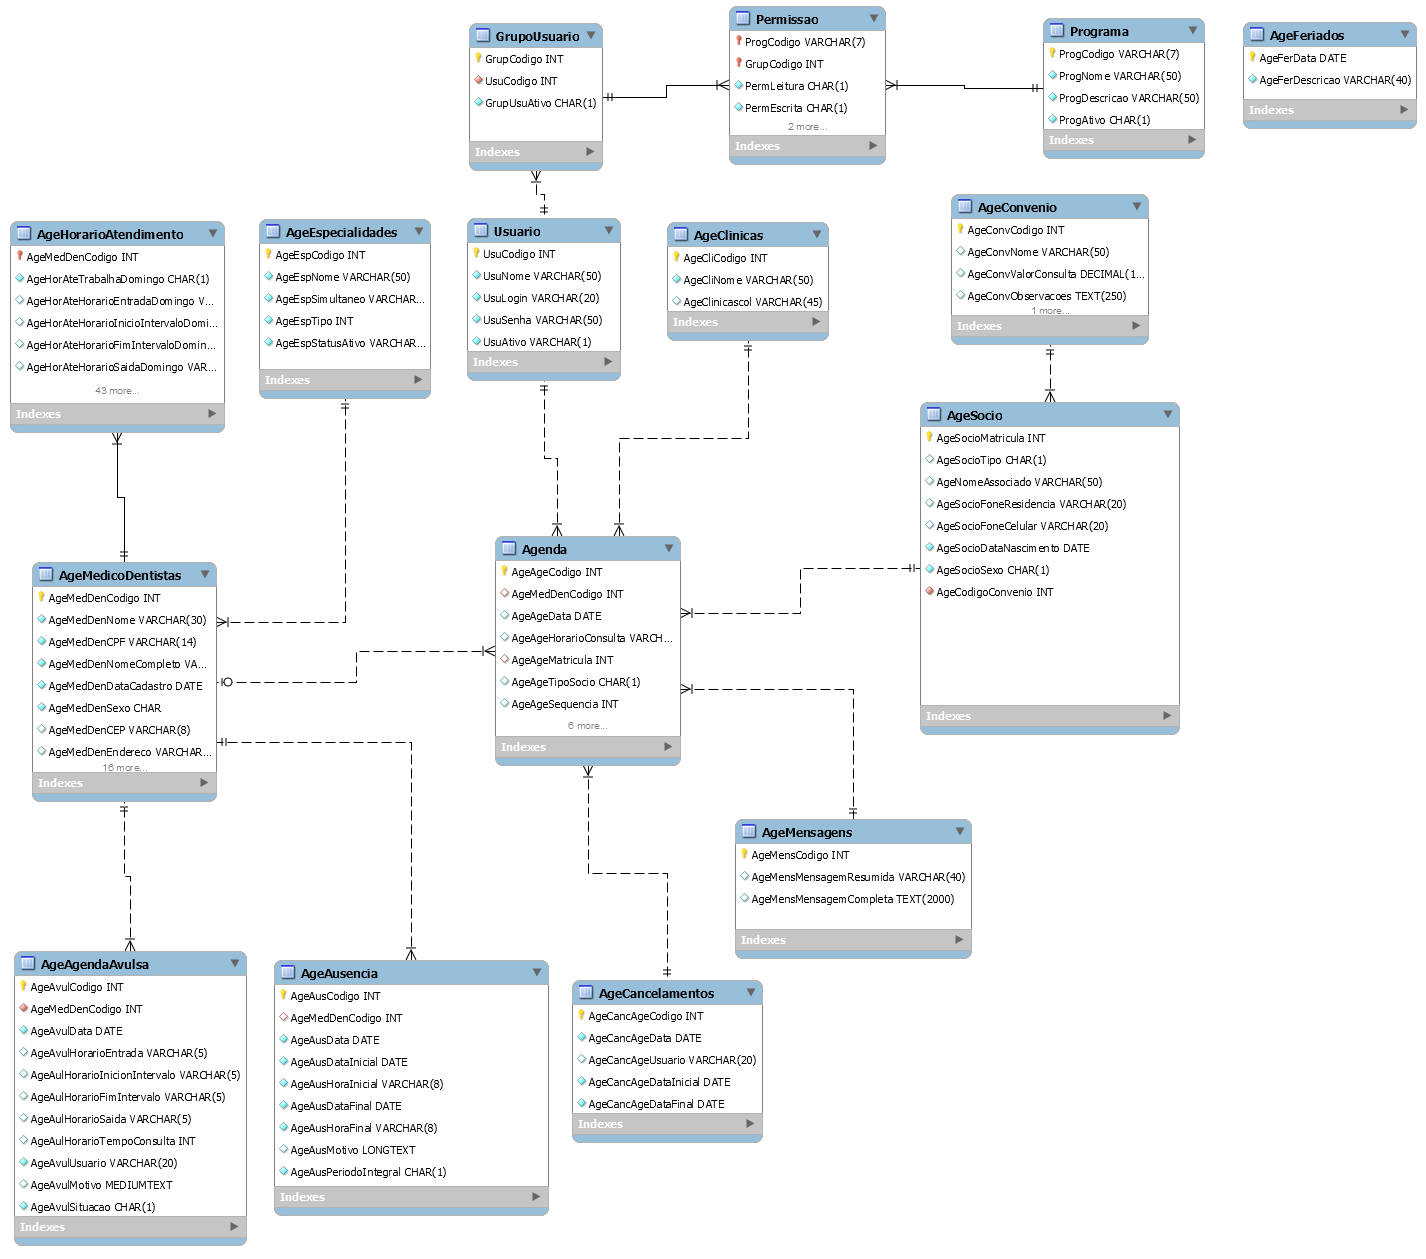 GrupoUsuario
GrupCodigo INT
UsuCodigo INT
GrupUsuAtivo CHAR(1)
Indexes
Permissao
ProgCodigo VARCHAR(7)
GrupCodigo INT
PermLeitura CHAR(1)
PermEscrita CHAR(1)
2 more...
Indexes
Programa
ProgCodigo VARCHAR(7)
ProgNome VARCHAR(50)
ProgDescricao VARCHAR(50)
ProgAtivo CHAR(1)
Indexes
AgeFeriados
AgeFerData DATE
AgeFerDescricao VARCHAR(40)
Indexes
AgeHorarioAtendimento
AgeMedDenCodigo INT
AgeHorAteTrabalhaDomingo CHAR(1)
AgeHorAteHorarioEntradaDomingo V...
AgeHorAteHorarioInicioIntervaloDomi...
AgeHorAteHorarioFimIntervaloDomin...
AgeHorAteHorarioSaidaDomingo VAR...
43 more...
Indexes
AgeEspecialidades
AgeEspCodigo INT
AgeEspNome VARCHAR(50)
AgeEspSimultaneo VARCHAR...
AgeEspTipo INT
AgeEspStatusAtivo VARCHAR...
Indexes
Usuario
UsuCodigo INT
UsuNome VARCHAR(50)
UsuLogin VARCHAR(20)
UsuSenha VARCHAR(50)
UsuAtivo VARCHAR(1)
Indexes
AgeClinicas
AgeCliCodigo INT
AgeCliNome VARCHAR(50)
AgeClinicascol VARCHAR(45)
Indexes
AgeConvenio
AgeConvCodigo INT
AgeConvNome VARCHAR(50)
AgeConvValorConsulta DECIMAL(1...
AgeConvObservacoes TEXT(250)
1 more...
Indexes
AgeSocio
AgeSocioMatricula INT
AgeSocioTipo CHAR(1)
AgeNomeAssociado VARCHAR(50)
AgeSocioFoneResidencia VARCHAR(20)
AgeSocioFoneCelular VARCHAR(20)
AgeSocioDataNascimento DATE
AgeSocioSexo CHAR(1)
AgeCodigoConvenio INT
Indexes
AgeMedicoDentistas
AgeMedDenCodigo INT
AgeMedDenNome VARCHAR(30)
AgeMedDenCPF VARCHAR(14)
AgeMedDenNomeCompleto VA...
AgeMedDenDataCadastro DATE
AgeMedDenSexo CHAR
AgeMedDenCEP VARCHAR(8)
AgeMedDenEndereco VARCHAR...
16 more...
Indexes
Agenda
AgeAgeCodigo INT
AgeMedDenCodigo INT
AgeAgeData DATE
AgeAgeHorarioConsulta VARCH...
AgeAgeMatricula INT
AgeAgeTipoSocio CHAR(1)
AgeAgeSequencia INT
6 more...
Indexes
AgeMensagens
AgeMensCodigo INT
AgeMensMensagemResumida VARCHAR(40)
AgeMensMensagemCompleta TEXT(2000)
Indexes
AgeAgendaAvulsa
AgeAvulCodigo INT
AgeMedDenCodigo INT
AgeAvulData DATE
AgeAvulHorarioEntrada VARCHAR(5)
AgeAulHorarioInicionIntervalo VARCHAR(5)
AgeAulHorarioFimIntervalo VARCHAR(5)
AgeAulHorarioSaida VARCHAR(5)
AgeAulHorarioTempoConsulta INT
AgeAvulUsuario VARCHAR(20)
AgeAvulMotivo MEDIUMTEXT
AgeAvulSituacao CHAR(1)
Indexes
AgeAusencia
AgeAusCodigo INT
AgeMedDenCodigo INT
AgeAusData DATE
AgeAusDataInicial DATE
AgeAusHoraInicial VARCHAR(8)
AgeAusDataFinal DATE
AgeAusHoraFinal VARCHAR(8)
AgeAusMotivo LONGTEXT
AgeAusPeriodoIntegral CHAR(1)
Indexes
AgeCancelamentos
AgeCancAgeCodigo INT
AgeCancAgeData DATE
AgeCancAgeUsuario VARCHAR(20)
AgeCancAgeDataInicial DATE
AgeCancAgeDataFinal DATE
Indexes